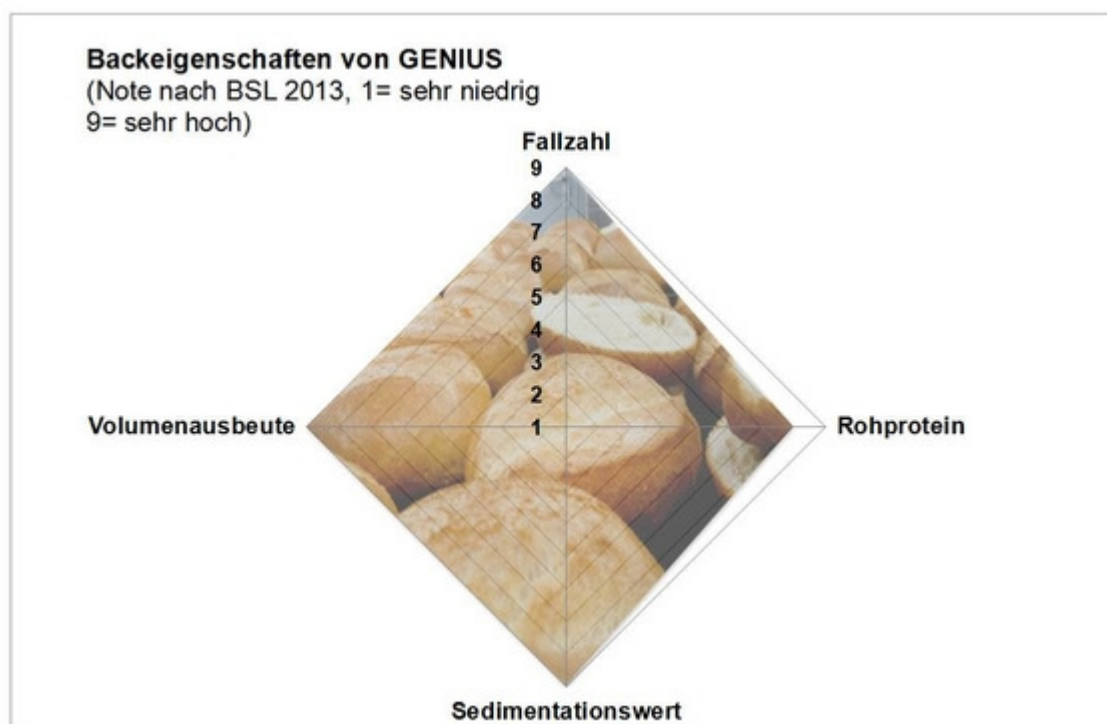 Backeigenschaften von GENIUS
(Note nach BSL 2013, 1= sehr niedrig
9= sehr hoch)
Fallzahl
9
8
7
6
5
4
3
2
Volumenausbeute 1 Rohprotein
Sedimentationswert